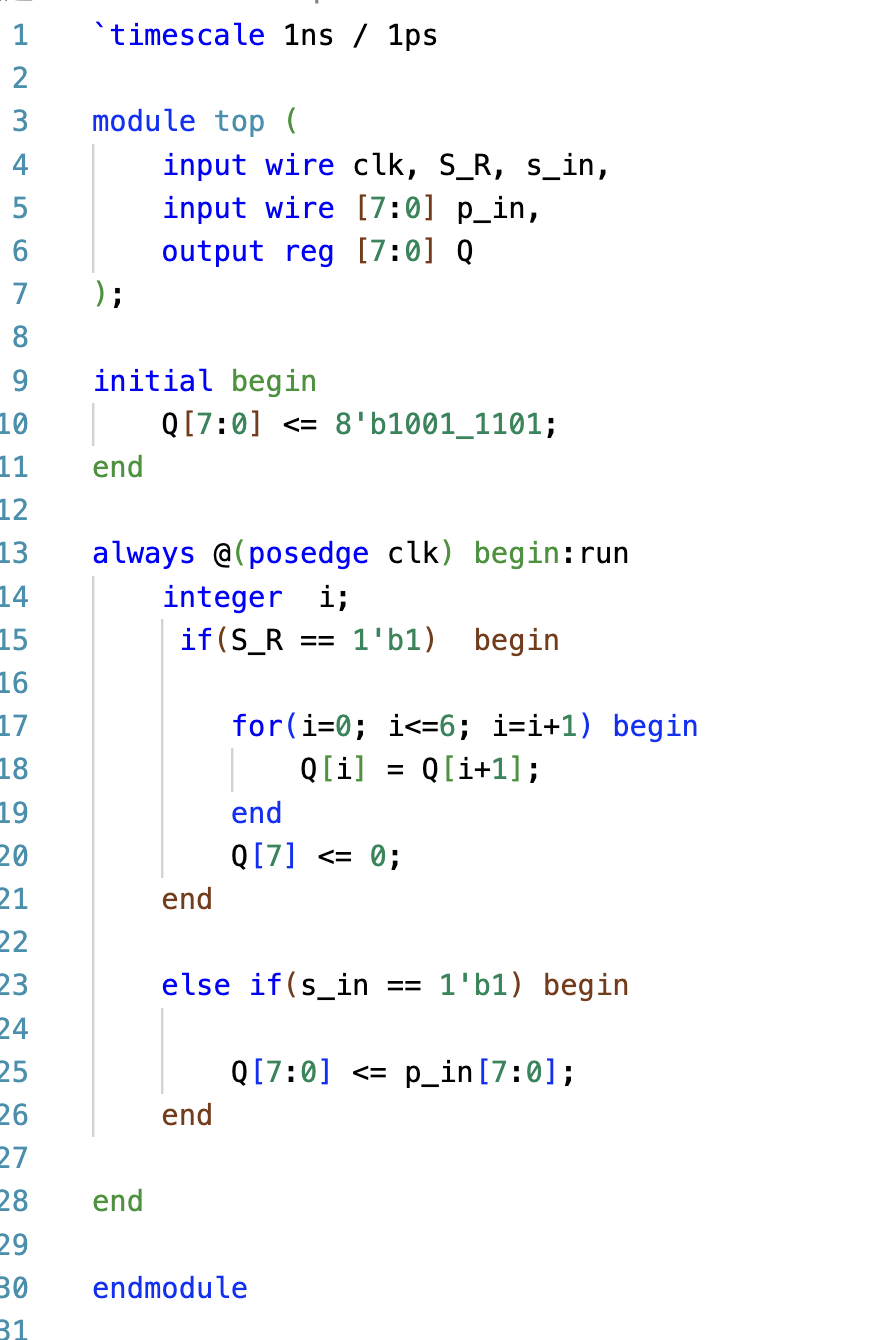 1 `timescale 1ns / 1ps
2
3 module top (
4 input wire clk, S_R, s_in,
5 input wire [7:0] p_in,
6 output reg [7:0] Q
7 );
8
9 initial begin
10 Q[7:0] <= 8'b1001_1101;
11 end
12
13 always @(posedge clk) begin:run
14 integer  i;
15 if(S_R == 1'b1)  begin
16
17 for(i=0; i<=6; i=i+1) begin
18 Q[i] = Q[i+1];
19 end
20 Q[7] <= 0;
21 end
22
23 else if(s_in == 1'b1) begin
24
25 Q[7:0] <= p_in[7:0];
26 end
27
28 end
29
30 endmodule
31